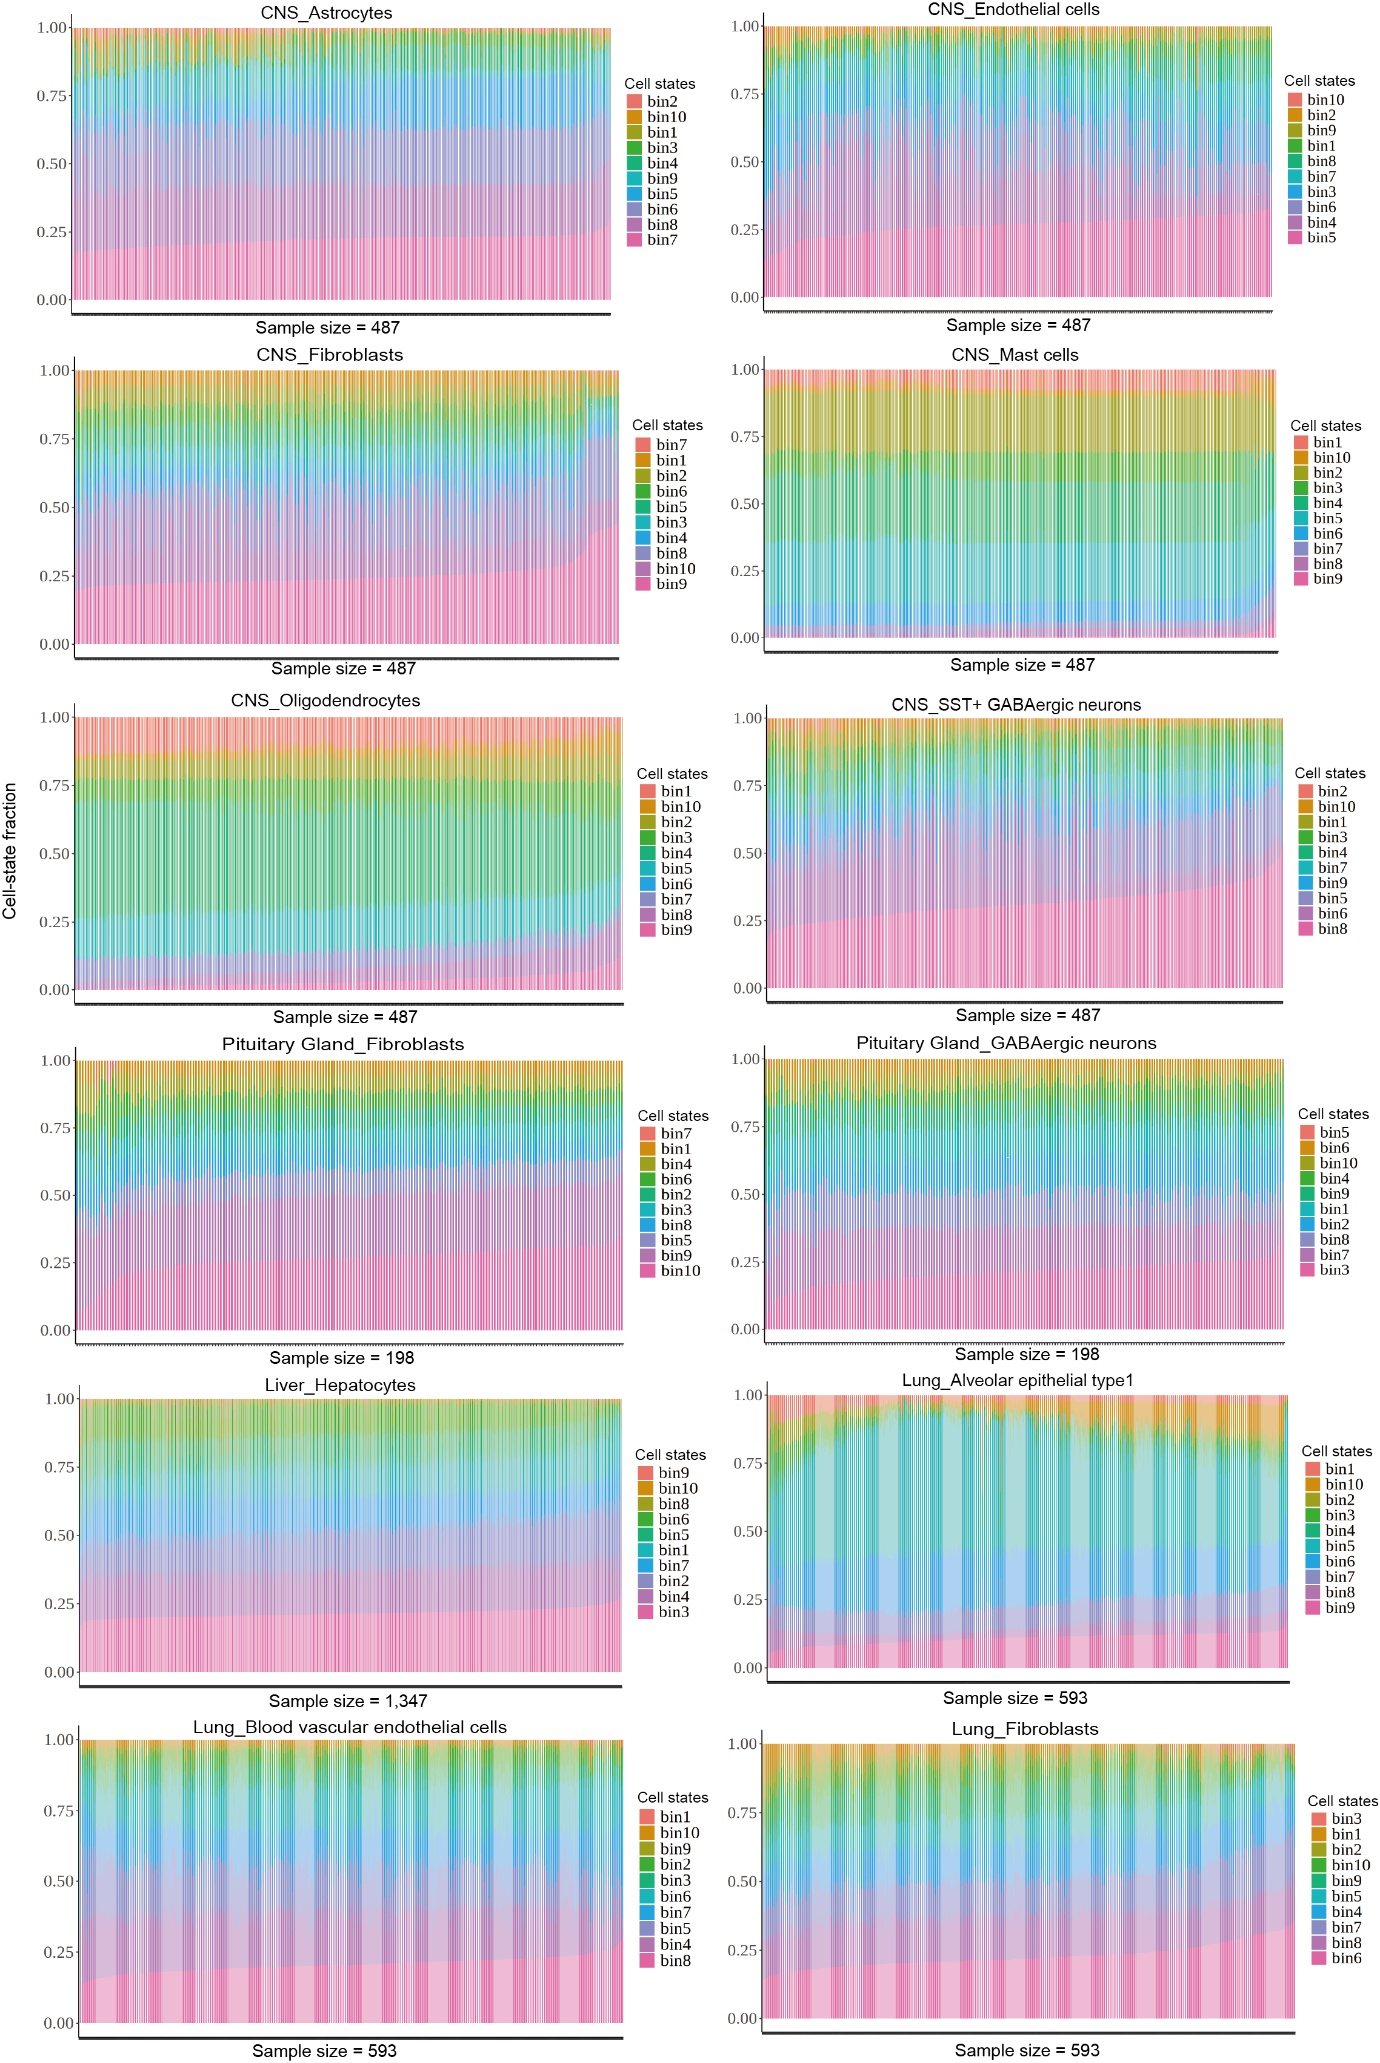 CNS_Astrocytes
1.00
0.75
0.50
0.25
0.00
Cell states
bin2
bin10
bin1
bin3
bin4
bin9
bin5
bin6
bin8
bin7
Sample size = 487
CNS_Endothelial cells
1.00
0.75
0.50
0.25
0.00
Cell states
bin10
bin2
bin9
bin1
bin8
bin7
bin3
bin6
bin4
bin5
Sample size = 487
CNS_Fibroblasts
1.00
0.75
0.50
0.25
0.00
Cell states
bin7
bin1
bin2
bin6
bin5
bin3
bin4
bin8
bin10
bin9
Sample size = 487
CNS_Mast cells
1.00
0.75
0.50
0.25
0.00
Cell states
bin1
bin10
bin2
bin3
bin4
bin5
bin6
bin7
bin8
bin9
Sample size = 487
Cell-state fraction
CNS_Oligodendrocytes
1.00
0.75
0.50
0.25
0.00
Cell states
bin1
bin10
bin2
bin3
bin4
bin5
bin6
bin7
bin8
bin9
Sample size = 487
CNS_SST+ GABAergic neurons
1.00
0.75
0.50
0.25
0.00
Cell states
bin2
bin10
bin1
bin3
bin4
bin7
bin9
bin5
bin6
bin8
Sample size = 487
Pituitary Gland_Fibroblasts
1.00
0.75
0.50
0.25
0.00
Cell states
bin7
bin1
bin4
bin6
bin2
bin3
bin8
bin5
bin9
bin10
Sample size = 198
Pituitary Gland_GABAergic neurons
1.00
0.75
0.50
0.25
0.00
Cell states
bin5
bin6
bin10
bin4
bin9
bin1
bin2
bin8
bin7
bin3
Sample size = 198
Liver_Hepatocytes
1.00
0.75
0.50
0.25
0.00
Cell states
bin9
bin10
bin8
bin6
bin5
bin1
bin7
bin2
bin4
bin3
Sample size = 1,347
Lung_Alveolar epithelial type1
1.00
0.75
0.50
0.25
0.00
Cell states
bin1
bin10
bin2
bin3
bin4
bin5
bin6
bin7
bin8
bin9
Sample size = 593
Lung_Blood vascular endothelial cells
1.00
0.75
0.50
0.25
0.00
Cell states
bin1
bin10
bin9
bin2
bin3
bin6
bin7
bin5
bin4
bin8
Sample size = 593
Lung_Fibroblasts
1.00
0.75
0.50
0.25
0.00
Cell states
bin3
bin1
bin2
bin10
bin9
bin5
bin4
bin7
bin8
bin6
Sample size = 593